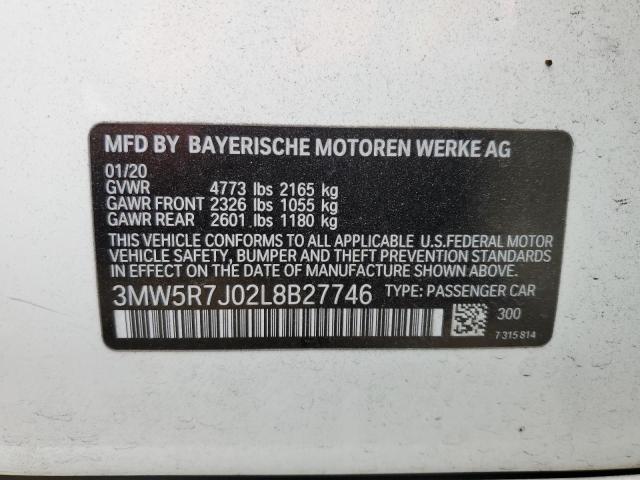 MFD BY BAYERISCHE MOTOREN WERKE AG
01/20
GVWR 4773 lbs 2165 kg
GAWR FRONT 2326 lbs 1055 kg
GAWR REAR 2601 lbs 1180 kg
THIS VEHICLE CONFORMS TO ALL APPLICABLE U.S.FEDERAL MOTOR
VEHICLE SAFETY, BUMPER AND THEFT PREVENTION STANDARDS
IN EFFECT ON THE DATE OF MANUFACTURE SHOWN ABOVE.
3MW5R7J02L8B27746 TYPE: PASSENGER CAR
300
7 315 814